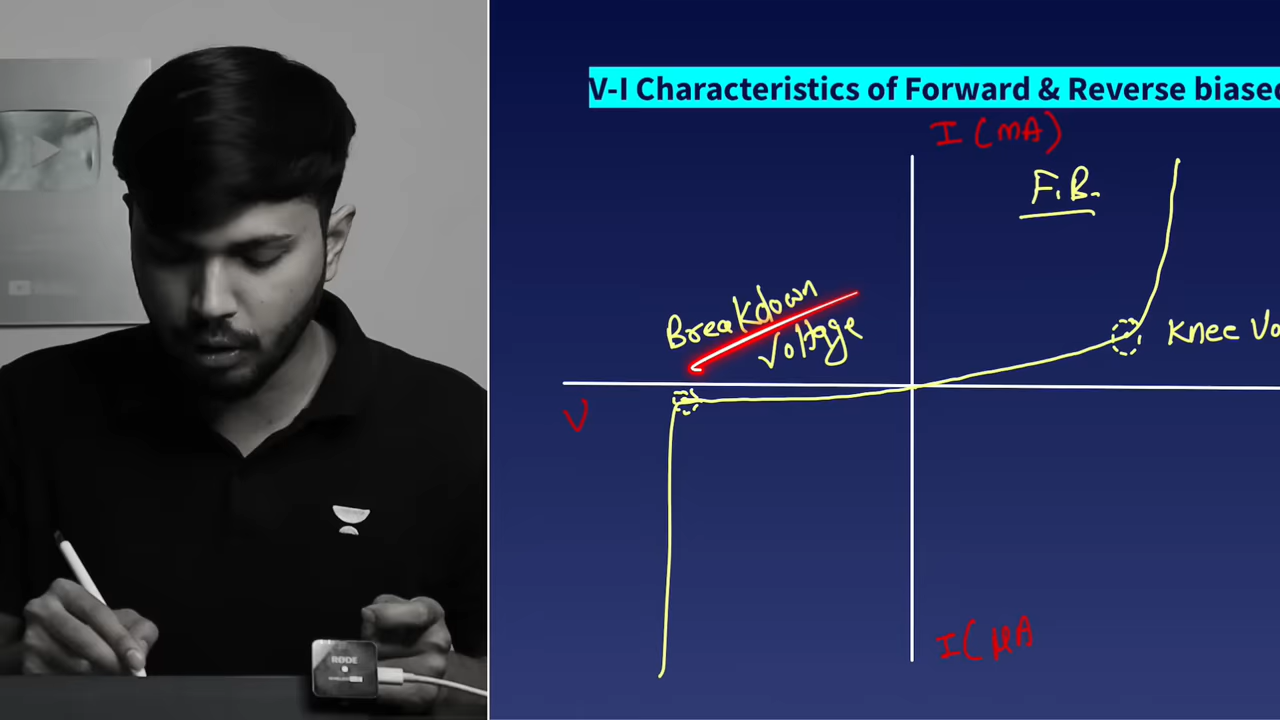 V-I Characteristics of Forward & Reverse biased
I (mA)
F.B.
Breakdown
Voltage
Knee Vo
V
I (μA
RØDE